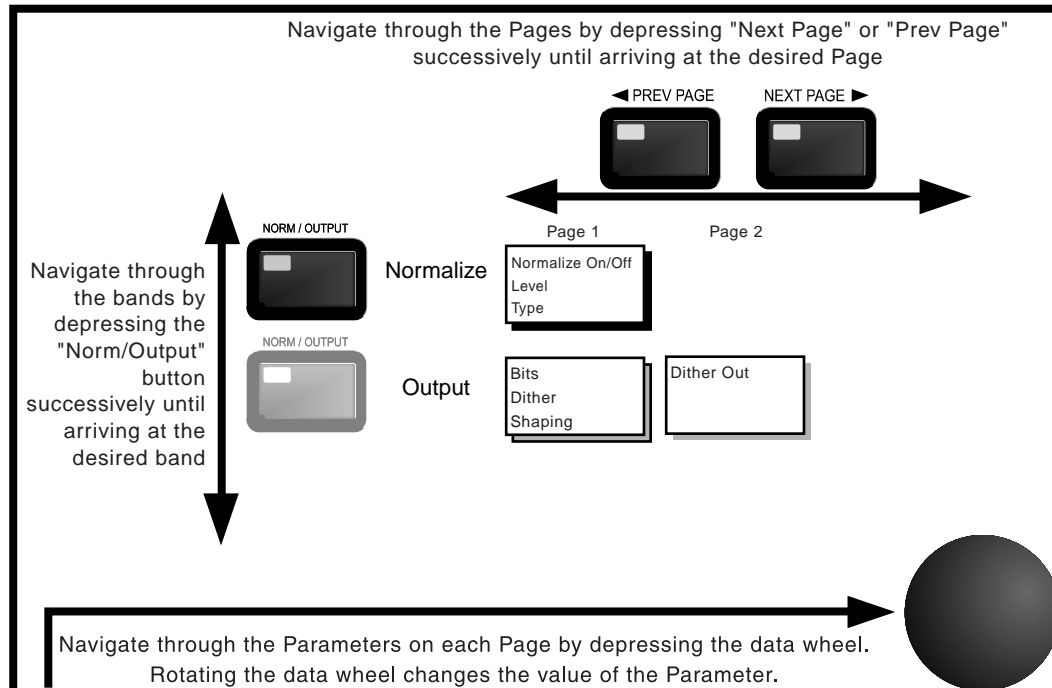 Navigate through the Pages by depressing "Next Page" or "Prev Page"
successively until arriving at the desired Page
◄ PREV PAGE
NEXT PAGE ►
Page 1
Page 2
Navigate through
the bands by
depressing the
"Norm/Output"
button
successively until
arriving at the
desired band
NORM / OUTPUT
Normalize
Normalize On/Off
Level
Type
NORM / OUTPUT
Output
Bits
Dither
Shaping
Dither Out
Navigate through the Parameters on each Page by depressing the data wheel.
Rotating the data wheel changes the value of the Parameter.